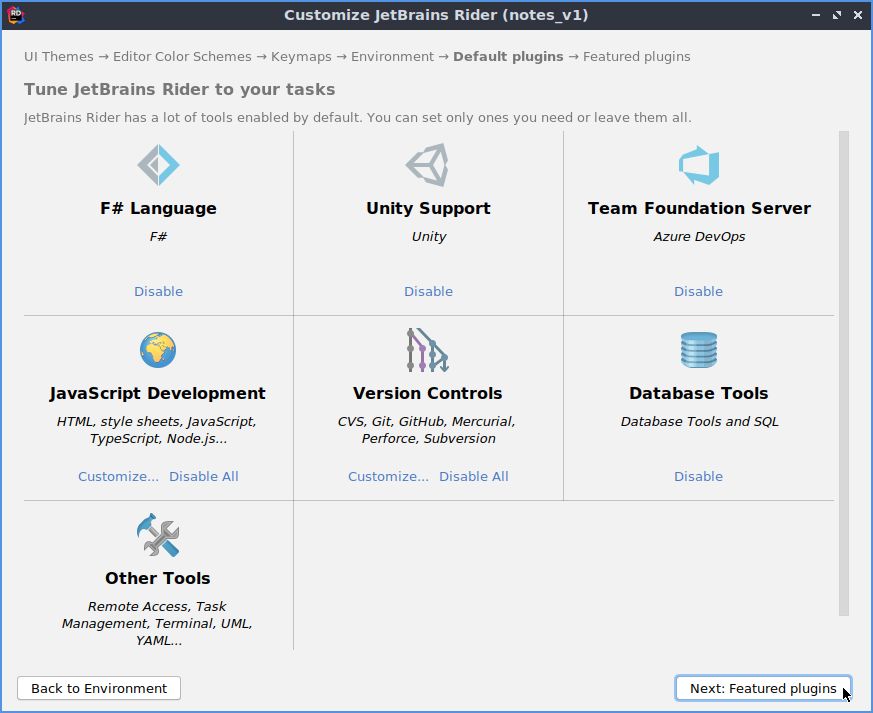 RD
Customize JetBrains Rider (notes_v1)
UI Themes → Editor Color Schemes → Keymaps → Environment → Default plugins → Featured plugins
Tune JetBrains Rider to your tasks
JetBrains Rider has a lot of tools enabled by default. You can set only ones you need or leave them all.
F# Language
F#
Disable
Unity Support
Unity
Disable
Team Foundation Server
Azure DevOps
Disable
JavaScript Development
HTML, style sheets, JavaScript,
TypeScript, Node.js...
Customize... Disable All
Version Controls
CVS, Git, GitHub, Mercurial,
Perforce, Subversion
Customize... Disable All
Database Tools
Database Tools and SQL
Disable
Other Tools
Remote Access, Task
Management, Terminal, UML,
YAML...
Back to Environment
Next: Featured plugins